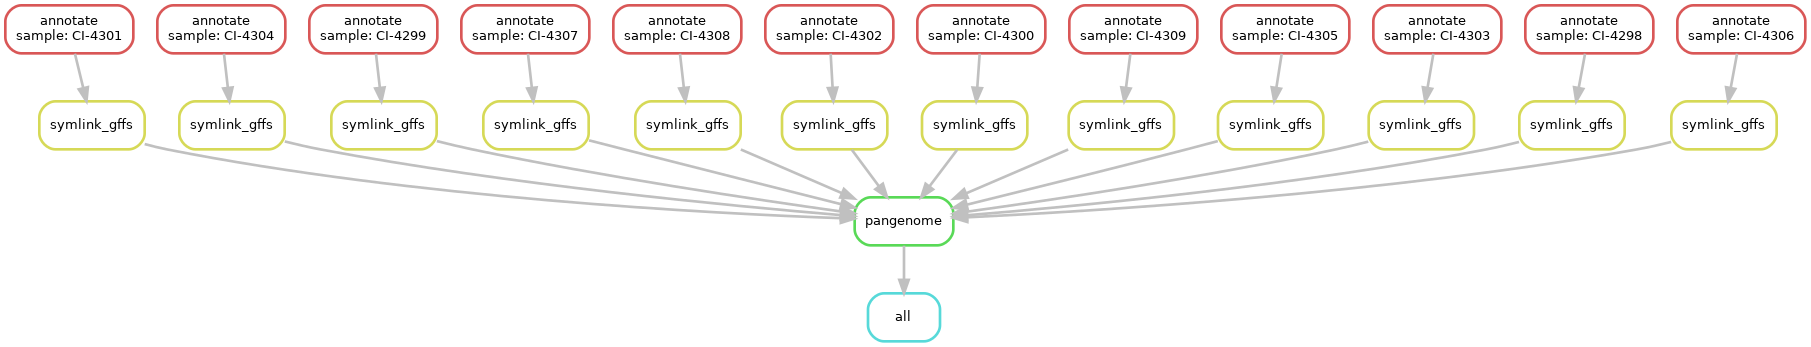 annotate
sample: CI-4301
annotate
sample: CI-4304
annotate
sample: CI-4299
annotate
sample: CI-4307
annotate
sample: CI-4308
annotate
sample: CI-4302
annotate
sample: CI-4300
annotate
sample: CI-4309
annotate
sample: CI-4305
annotate
sample: CI-4303
annotate
sample: CI-4298
annotate
sample: CI-4306
symlink_gffs
symlink_gffs
symlink_gffs
symlink_gffs
symlink_gffs
symlink_gffs
symlink_gffs
symlink_gffs
symlink_gffs
symlink_gffs
symlink_gffs
symlink_gffs
pangenome
all